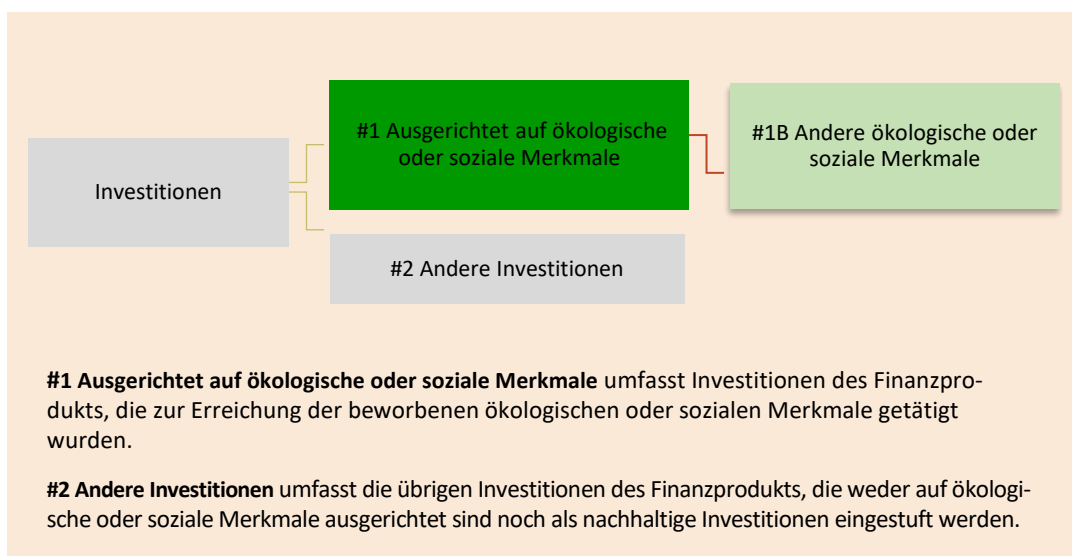 #1 Ausgerichtet auf ökologische
oder soziale Merkmale
#1B Andere ökologische oder
soziale Merkmale
Investitionen
#2 Andere Investitionen
#1 Ausgerichtet auf ökologische oder soziale Merkmale umfasst Investitionen des Finanzpro-
dukts, die zur Erreichung der beworbenen ökologischen oder sozialen Merkmale getätigt
wurden.
#2 Andere Investitionen umfasst die übrigen Investitionen des Finanzprodukts, die weder auf ökologi-
sche oder soziale Merkmale ausgerichtet sind noch als nachhaltige Investitionen eingestuft werden.